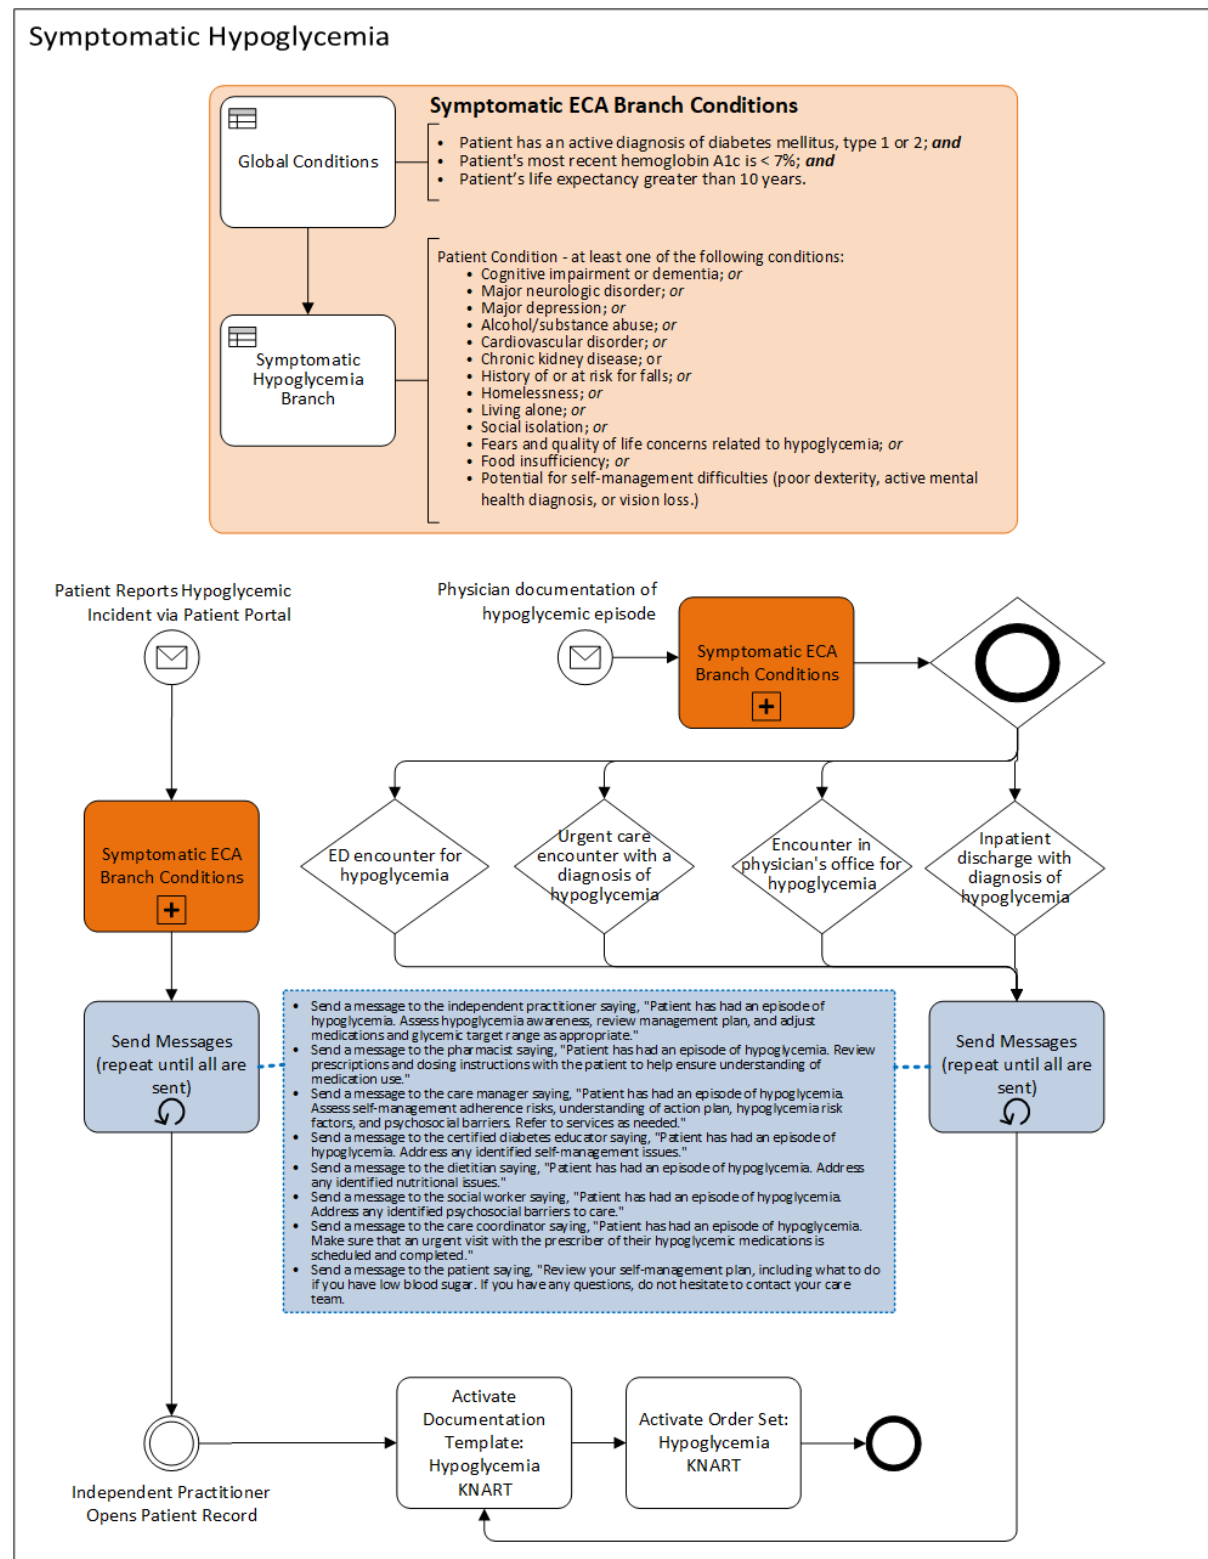 Symptomatic Hypoglycemia
Symptomatic ECA Branch Conditions
Global Conditions
• Patient has an active diagnosis of diabetes mellitus, type 1 or 2; and
• Patient's most recent hemoglobin A1c is < 7%; and
• Patient’s life expectancy greater than 10 years.
Symptomatic
Hypoglycemia
Branch
Patient Condition - at least one of the following conditions:
• Cognitive impairment or dementia; or
• Major neurologic disorder; or
• Major depression; or
• Alcohol/substance abuse; or
• Cardiovascular disorder; or
• Chronic kidney disease; or
• History of or at risk for falls; or
• Homelessness; or
• Living alone; or
• Social isolation; or
• Fears and quality of life concerns related to hypoglycemia; or
• Food insufficiency; or
• Potential for self-management difficulties (poor dexterity, active mental
health diagnosis, or vision loss.)
Patient Reports Hypoglycemic
Incident via Patient Portal
Physician documentation of
hypoglycemic episode
Symptomatic ECA
Branch Conditions
Symptomatic ECA
Branch Conditions
ED encounter for
hypoglycemia
Urgent care
encounter with a
diagnosis of
hypoglycemia
Encounter in
physician's office for
hypoglycemia
Inpatient
discharge with
diagnosis of
hypoglycemia
Send Messages
(repeat until all are
sent)
• Send a message to the independent practitioner saying, "Patient has had an episode of
hypoglycemia. Assess hypoglycemia awareness, review management plan, and adjust
medications and glycemic target range as appropriate."
• Send a message to the pharmacist saying, "Patient has had an episode of hypoglycemia. Review
prescriptions and dosing instructions with the patient to help ensure understanding of
medication use."
• Send a message to the care manager saying, "Patient has had an episode of hypoglycemia.
Assess self-management adherence risks, understanding of action plan, hypoglycemia risk
factors, and psychosocial barriers. Refer to services as needed."
• Send a message to the certified diabetes educator saying, "Patient has had an episode of
hypoglycemia. Address any identified self-management issues."
• Send a message to the dietitian saying, "Patient has had an episode of hypoglycemia. Address
any identified nutritional issues."
• Send a message to the social worker saying, "Patient has had an episode of hypoglycemia.
Address any identified psychosocial barriers to care."
• Send a message to the care coordinator saying, "Patient has had an episode of hypoglycemia.
Make sure that an urgent visit with the prescriber of their hypoglycemic medications is
scheduled and completed."
• Send a message to the patient saying, "Review your self-management plan, including what to do
if you have low blood sugar. If you have any questions, do not hesitate to contact your care
team.
Send Messages
(repeat until all are
sent)
Independent Practitioner
Opens Patient Record
Activate
Documentation
Template:
Hypoglycemia
KNART
Activate Order Set:
Hypoglycemia
KNART